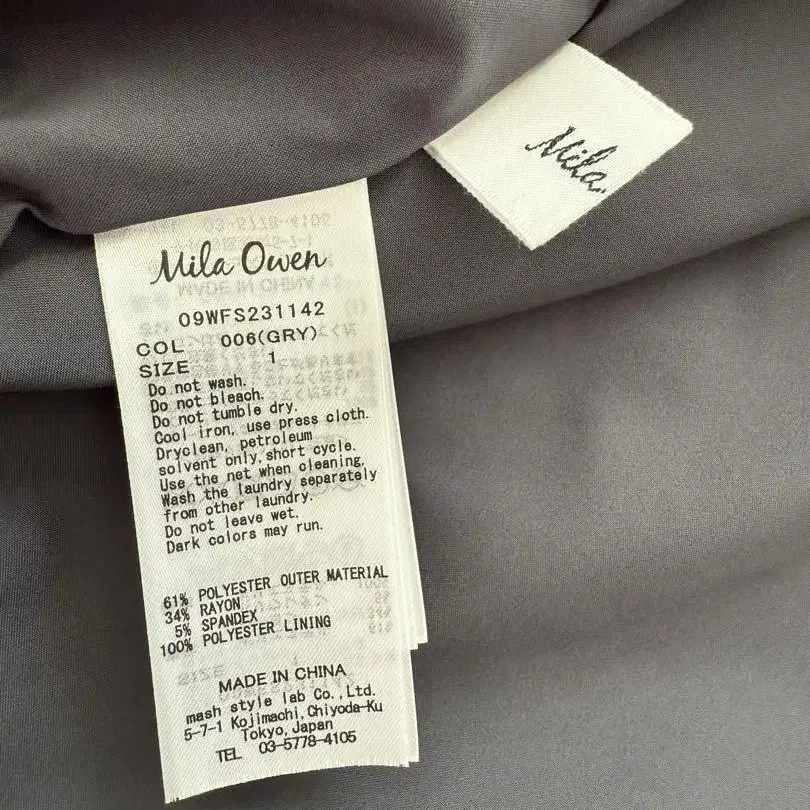 Mila
Mila Owen
09WFS231142
COL 006(GRY)
SIZE 1
Do not wash.
Do not bleach.
Do not tumble dry.
Cool iron, use press cloth.
Dryclean, petroleum
solvent only, short cycle.
Use the net when cleaning.
Wash the laundry separately
from other laundry.
Do not leave wet.
Dark colors may run.
61% POLYESTER OUTER MATERIAL
34% RAYON
5% SPANDEX
100% POLYESTER LINING
MADE IN CHINA
mash style lab Co.,Ltd.
5-7-1 Kojimachi,Chiyoda-Ku
Tokyo,Japan
TEL 03-5778-4105